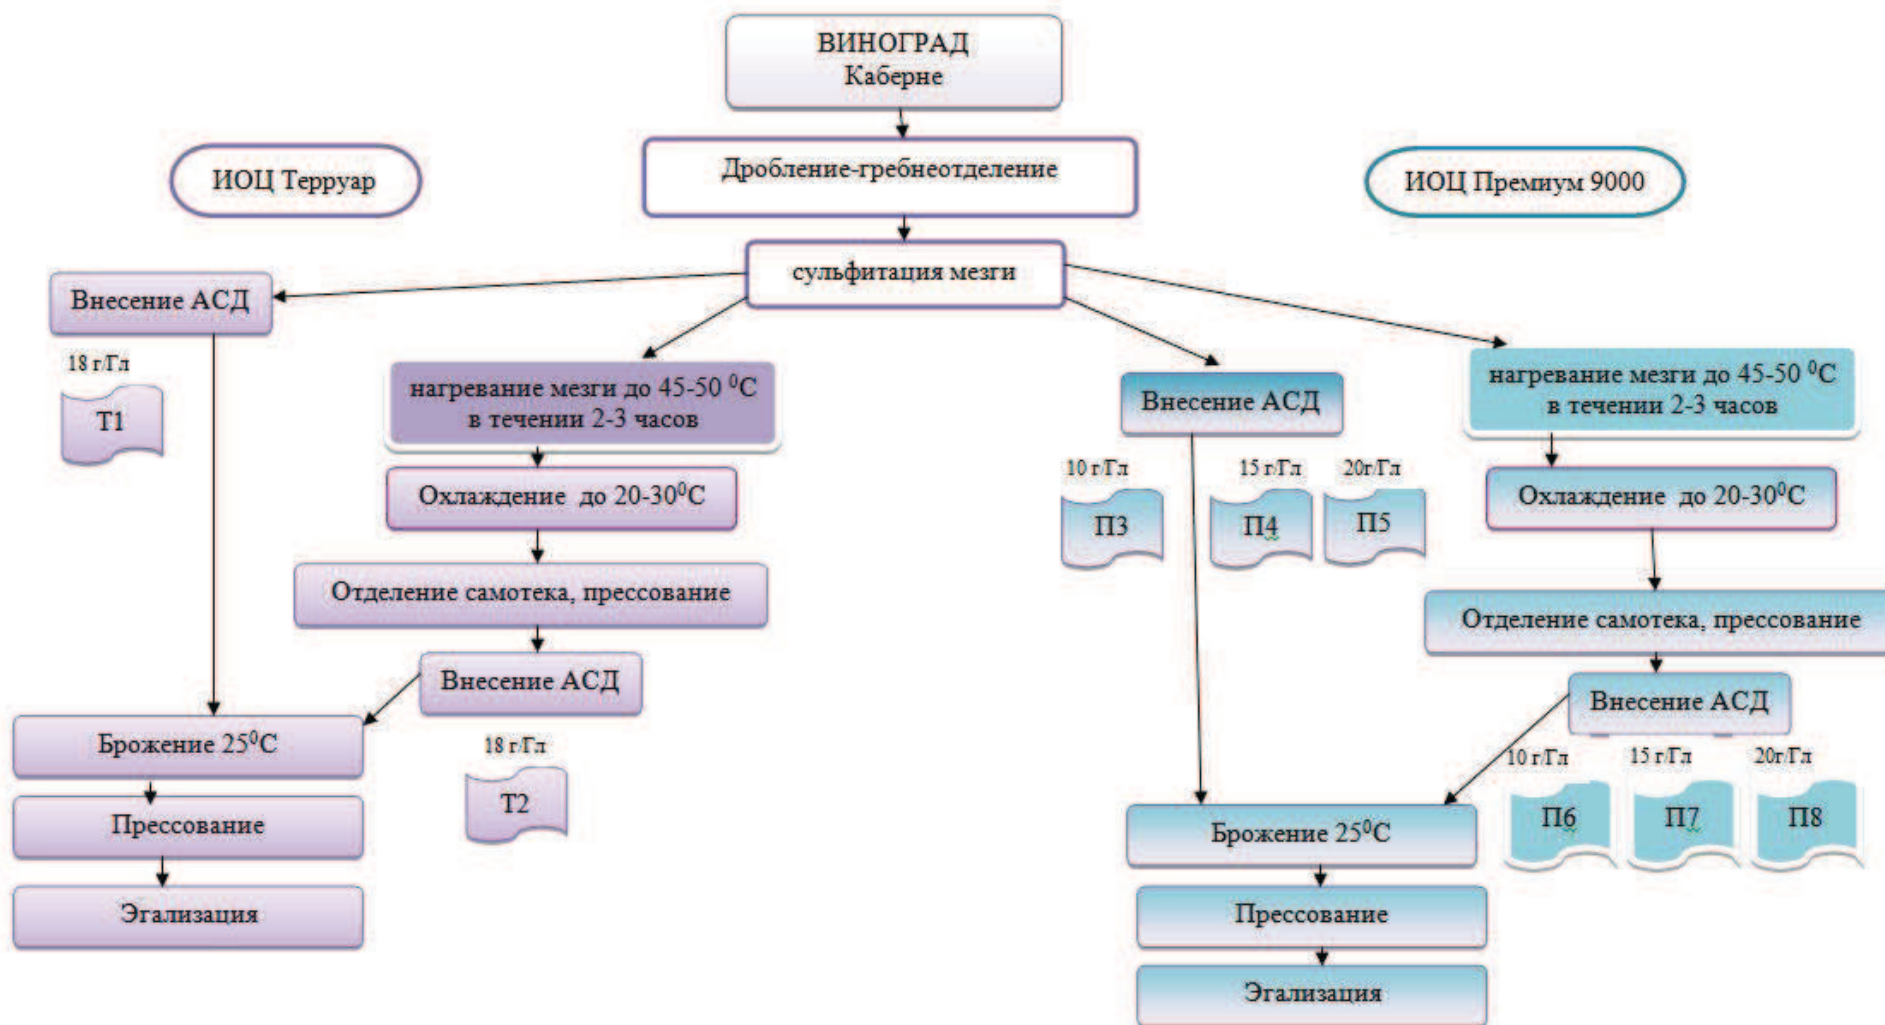 ВИНОГРАД
Каберне
Дробление-гребнеотделение
ИОЦ Терруар
ИОЦ Премиум 9000
сульфитация мезги
Внесение АСД
18 г/Гл
Т1
нагревание мезги до 45-50 ⁰С
в течении 2-3 часов
Охлаждение до 20-30⁰С
Отделение самотека, прессование
Внесение АСД
18 г/Гл
Т2
Брожение 25⁰С
Прессование
Эгализация
Внесение АСД
10 г/Гл
15 г/Гл
20г/Гл
П3
П4
П5
нагревание мезги до 45-50 ⁰С
в течении 2-3 часов
Охлаждение до 20-30⁰С
Отделение самотека, прессование
Внесение АСД
10 г/Гл
15 г/Гл
20г/Гл
П6
П7
П8
Брожение 25⁰С
Прессование
Эгализация